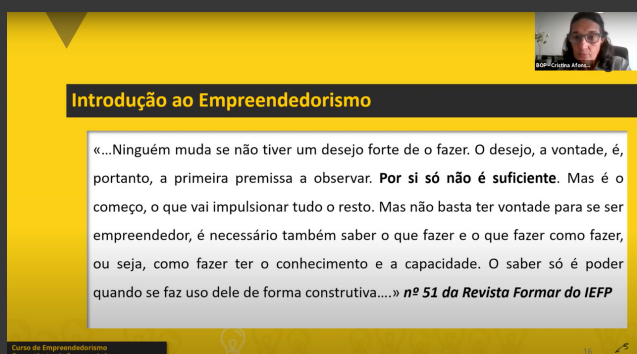 BOP - Cristina Afons...
Introdução ao Empreendedorismo
«...Ninguém muda se não tiver um desejo forte de o fazer. O desejo, a vontade, é,
portanto, a primeira premissa a observar. Por si só não é suficiente. Mas é o
começo, o que vai impulsionar tudo o resto. Mas não basta ter vontade para se ser
empreendedor, é necessário também saber o que fazer e o que fazer como fazer,
ou seja, como fazer ter o conhecimento e a capacidade. O saber só é poder
quando se faz uso dele de forma construtiva....» nº 51 da Revista Formar do IEFP
Curso de Empreendedorismo
16